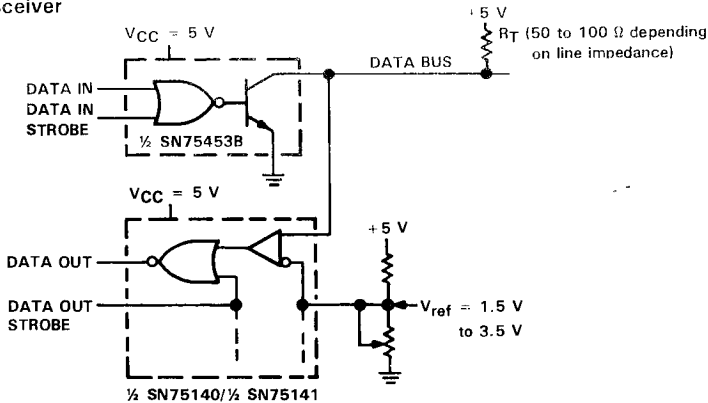 sceiver
+5 V
VCC = 5 V
RT (50 to 100 Ω depending
on line impedance)
DATA BUS
DATA IN
DATA IN
STROBE
½ SN75453B
VCC = 5 V
+5 V
DATA OUT
DATA OUT
STROBE
Vref = 1.5 V
to 3.5 V
½ SN75140/½ SN75141